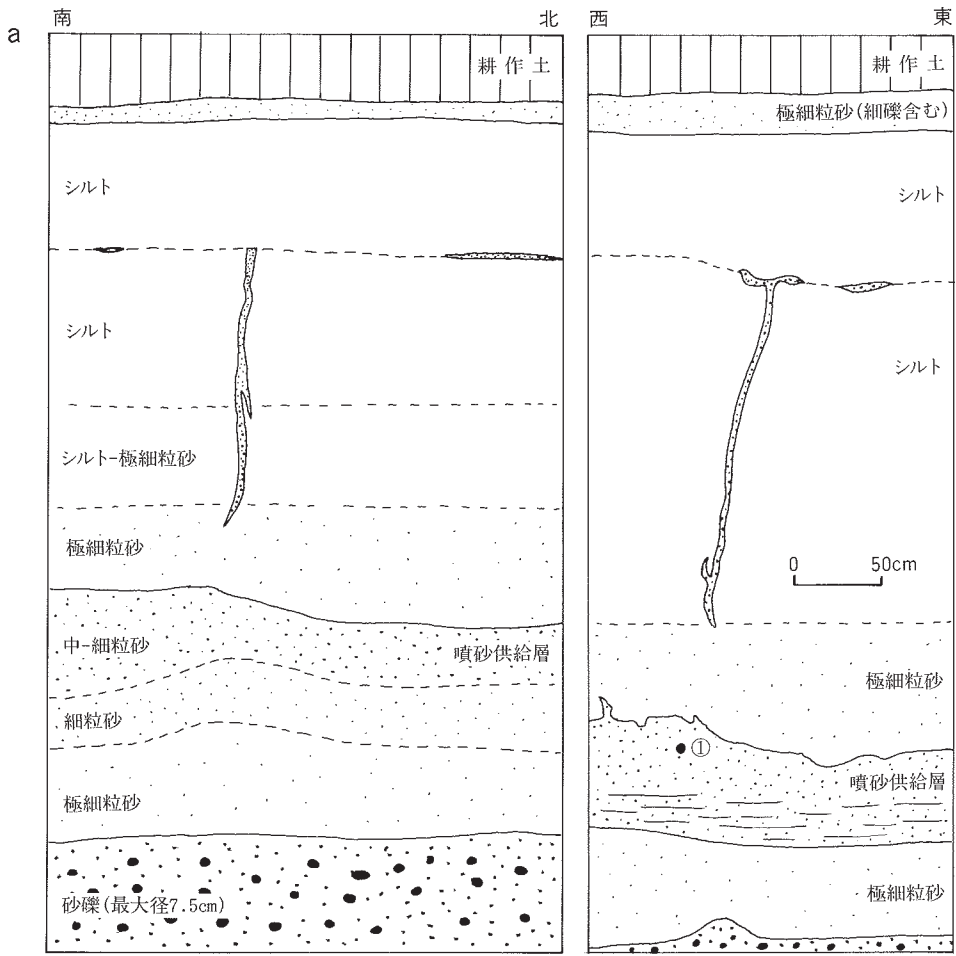 a
南 北
耕作土
シルト
シルト
シルト-極細粒砂
極細粒砂
中-細粒砂
噴砂供給層
細粒砂
極細粒砂
砂礫(最大径7.5cm)
西 東
耕作土
極細粒砂(細礫含む)
シルト
シルト
0 50cm
極細粒砂
①
噴砂供給層
極細粒砂